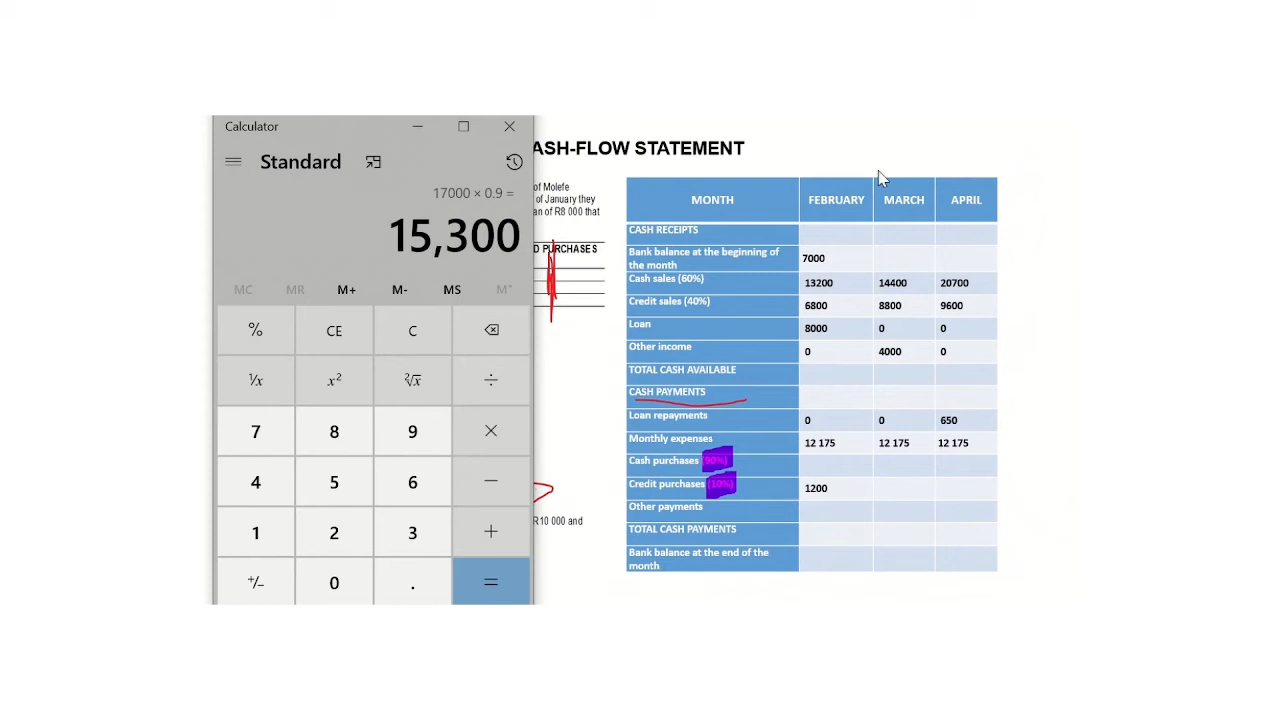 Calculator
Standard
17000 × 0.9 =
15,300
MC MR M+ M- MS M˅
% CE C
¹/x x² ²√x ÷
7 8 9 ×
4 5 6 −
1 2 3 +
+/− 0 . =
ASH-FLOW STATEMENT
of Molefe
of January they
an of R8 000 that
D PURCHASES
R10 000 and
MONTH FEBRUARY MARCH APRIL
CASH RECEIPTS
Bank balance at the beginning of
the month 7000
Cash sales (60%) 13200 14400 20700
Credit sales (40%) 6800 8800 9600
Loan 8000 0 0
Other income 0 4000 0
TOTAL CASH AVAILABLE
CASH PAYMENTS
Loan repayments 0 0 650
Monthly expenses 12 175 12 175 12 175
Cash purchases (90%)
Credit purchases (10%) 1200
Other payments
TOTAL CASH PAYMENTS
Bank balance at the end of the
month